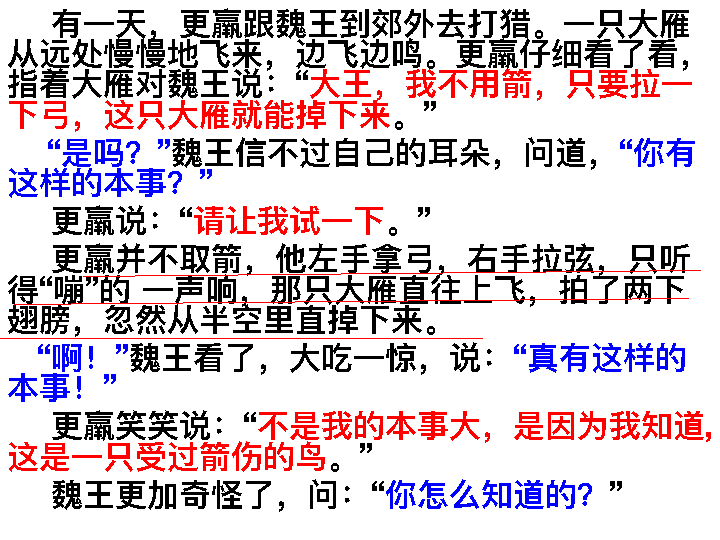 有一天，更羸跟魏王到郊外去打猎。一只大雁
从远处慢慢地飞来，边飞边鸣。更羸仔细看了看，
指着大雁对魏王说：“大王，我不用箭，只要拉一
下弓，这只大雁就能掉下来。”
“是吗？”魏王信不过自己的耳朵，问道，“你有
这样的本事？”
更羸说：“请让我试一下。”
更羸并不取箭，他左手拿弓，右手拉弦，只听
得“嘣”的 一声响，那只大雁直往上飞，拍了两下
翅膀，忽然从半空里直掉下来。
“啊！”魏王看了，大吃一惊，说：“真有这样的
本事！”
更羸笑笑说：“不是我的本事大，是因为我知道,
这是一只受过箭伤的鸟。”
魏王更加奇怪了，问：“你怎么知道的？”